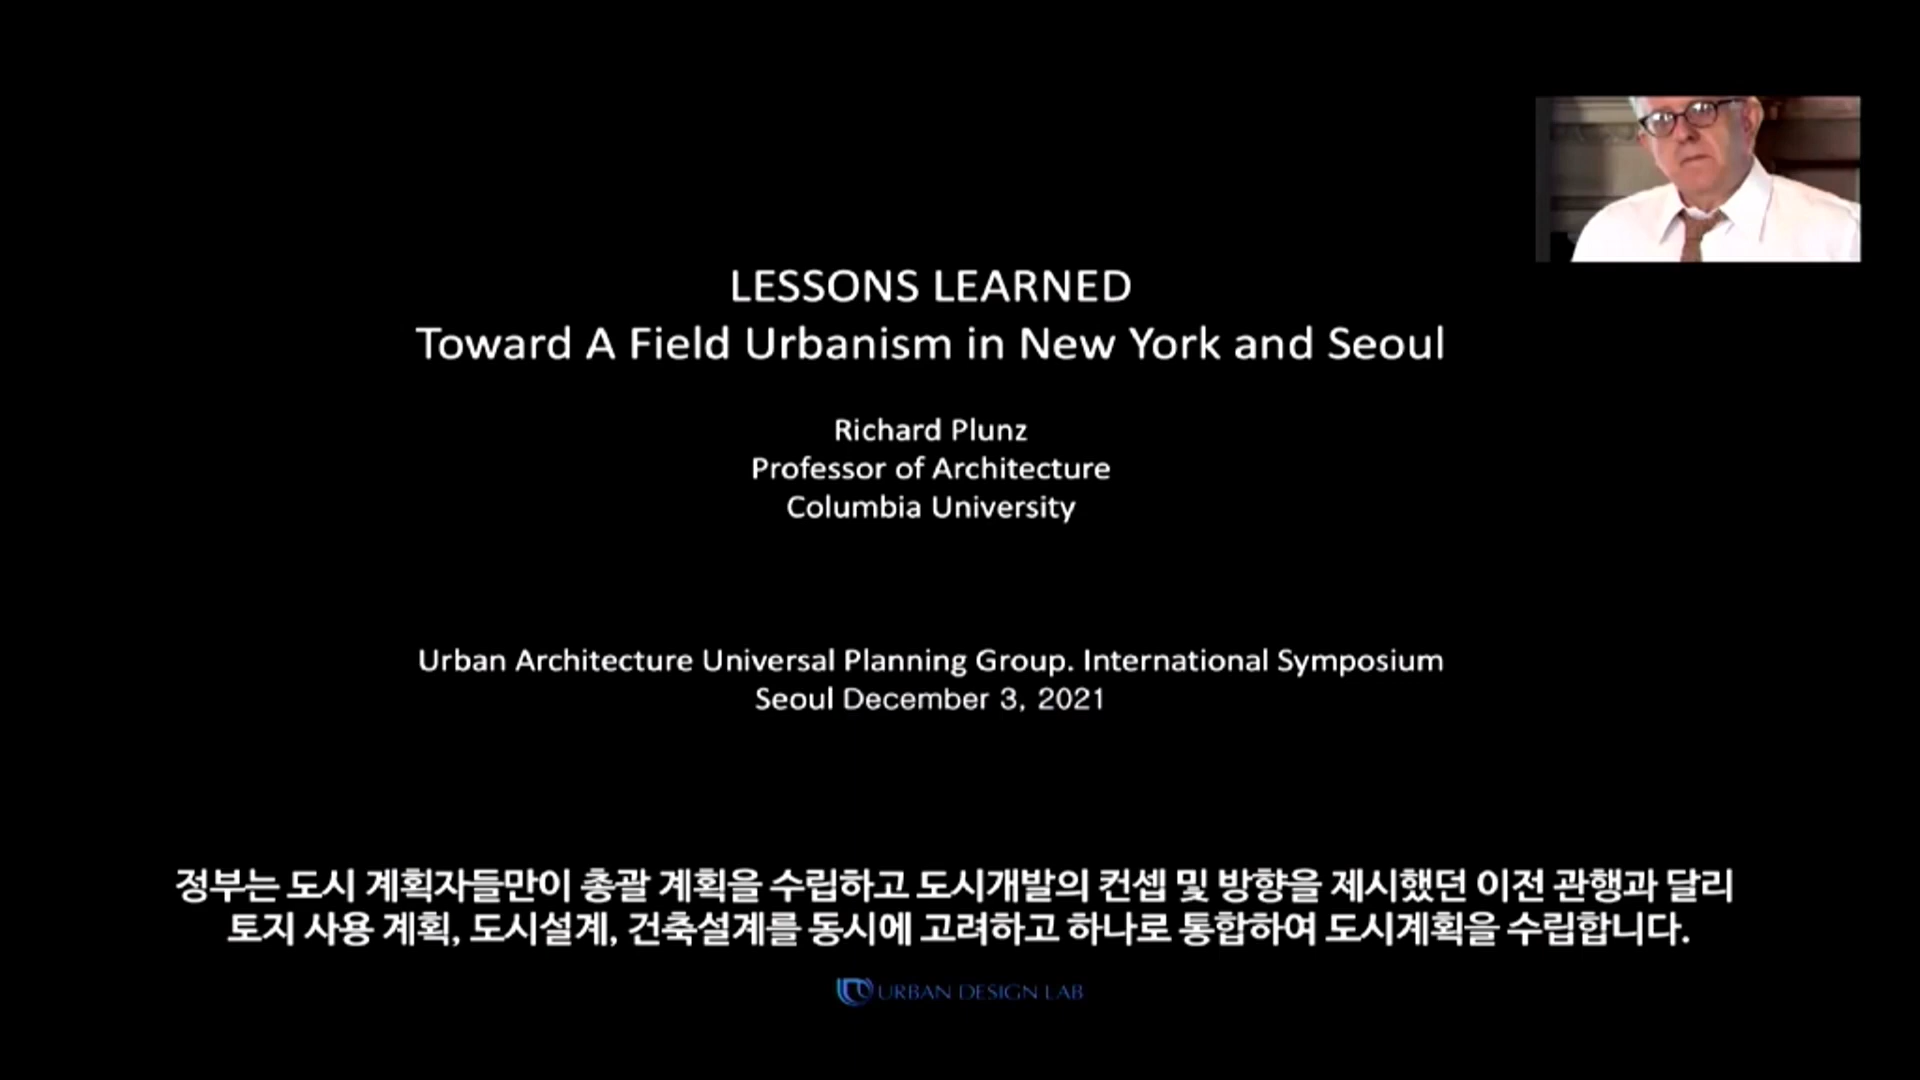 LESSONS LEARNED
Toward A Field Urbanism in New York and Seoul
Richard Plunz
Professor of Architecture
Columbia University
Urban Architecture Universal Planning Group. International Symposium
Seoul December 3, 2021
정부는 도시 계획자들만이 총괄 계획을 수립하고 도시개발의 컨셉 및 방향을 제시했던 이전 관행과 달리
토지 사용 계획, 도시설계, 건축설계를 동시에 고려하고 하나로 통합하여 도시계획을 수립합니다.
URBAN DESIGN LAB